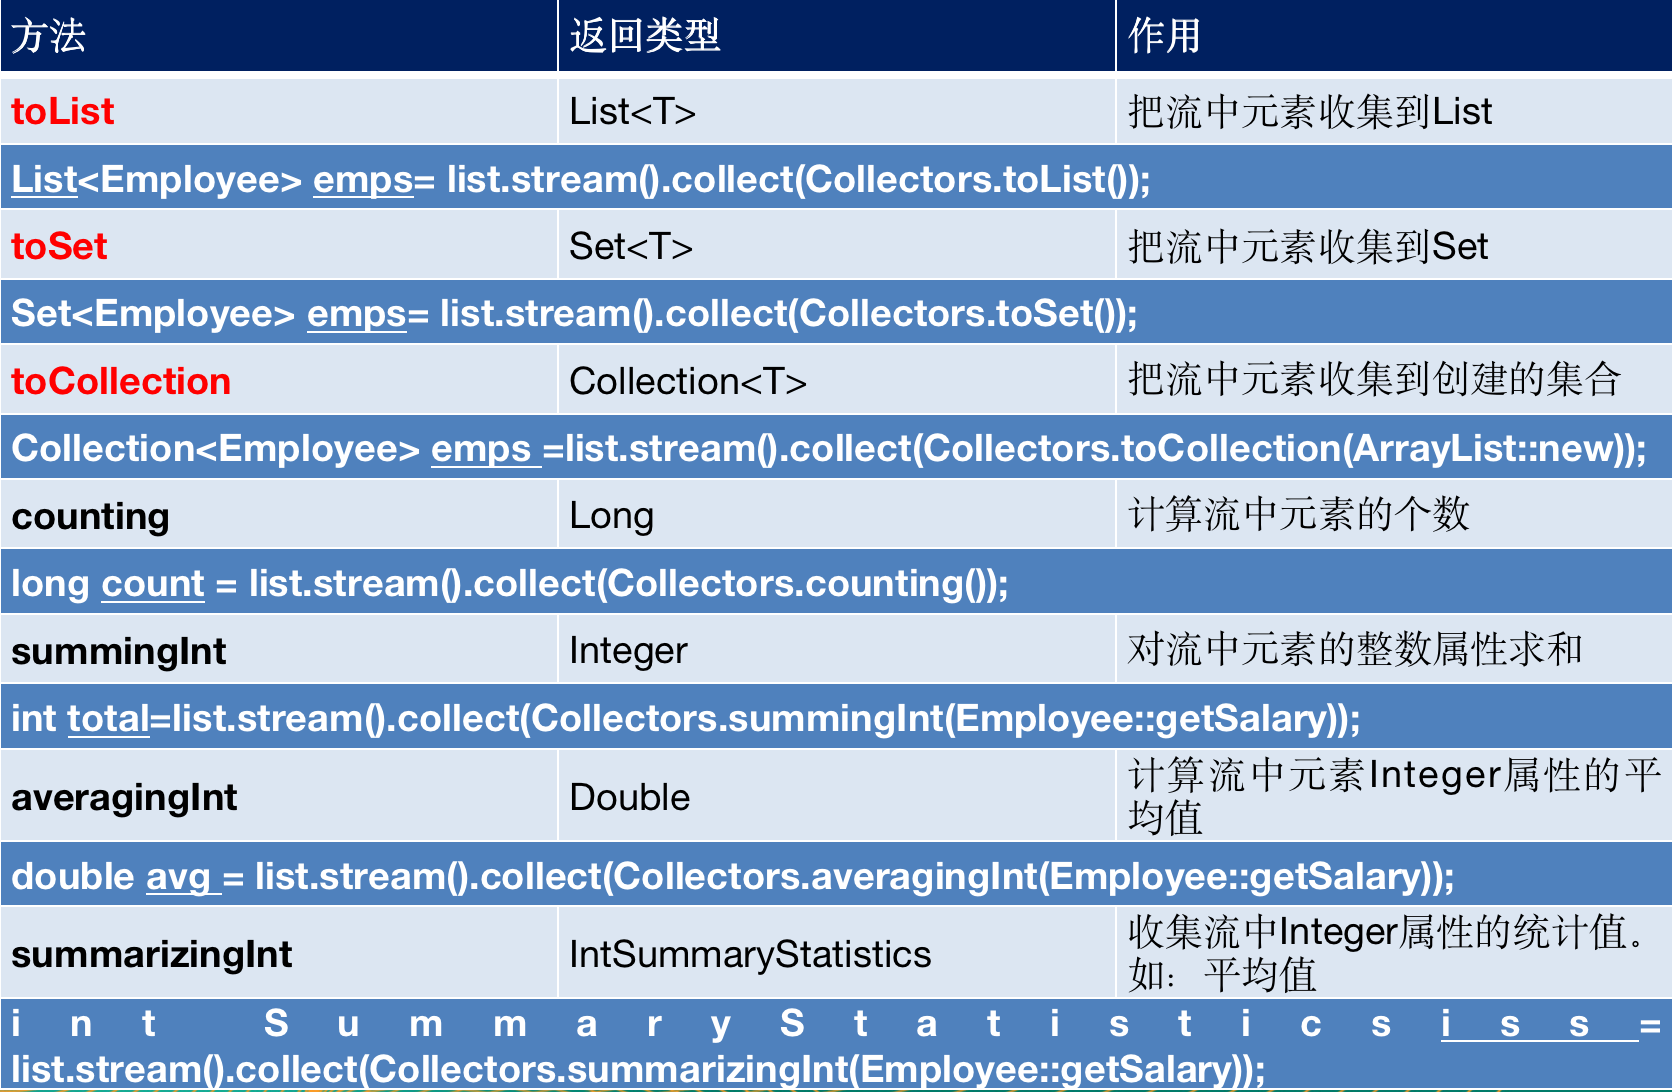 方法 返回类型 作用
toList List<T> 把流中元素收集到List
List<Employee> emps= list.stream().collect(Collectors.toList());
toSet Set<T> 把流中元素收集到Set
Set<Employee> emps= list.stream().collect(Collectors.toSet());
toCollection Collection<T> 把流中元素收集到创建的集合
Collection<Employee> emps =list.stream().collect(Collectors.toCollection(ArrayList::new));
counting Long 计算流中元素的个数
long count = list.stream().collect(Collectors.counting());
summingInt Integer 对流中元素的整数属性求和
int total=list.stream().collect(Collectors.summingInt(Employee::getSalary));
averagingInt Double 计算流中元素Integer属性的平
均值
double avg = list.stream().collect(Collectors.averagingInt(Employee::getSalary));
summarizingInt IntSummaryStatistics 收集流中Integer属性的统计值。
如：平均值
int SummaryStatisticsiss=
list.stream().collect(Collectors.summarizingInt(Employee::getSalary));